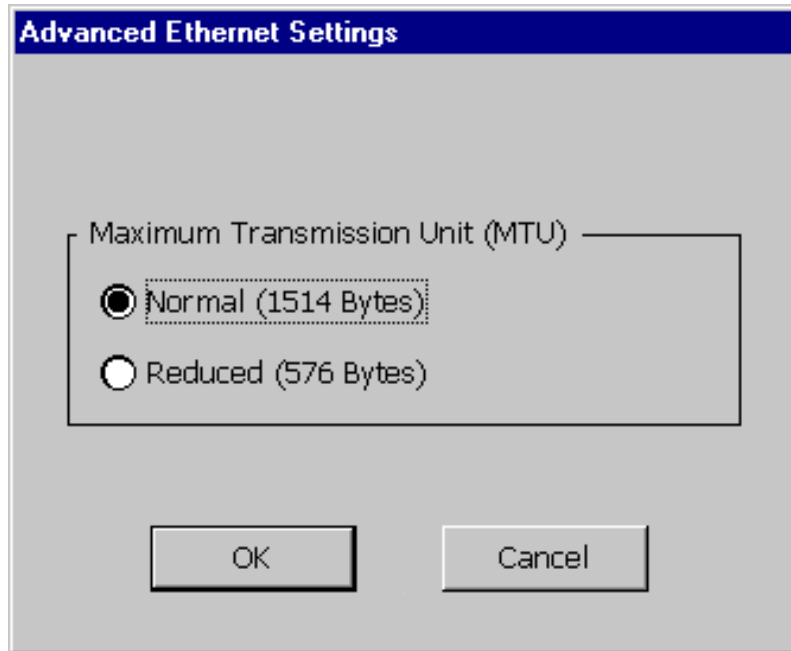 Advanced Ethernet Settings
Maximum Transmission Unit (MTU)
Normal (1514 Bytes)
Reduced (576 Bytes)
OK
Cancel